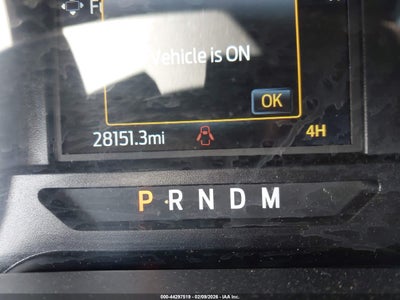 Vehicle is ON
OK
28151.3mi
4H
P R N D M
000-44297519 - 02/09/2026 - IAA Inc.